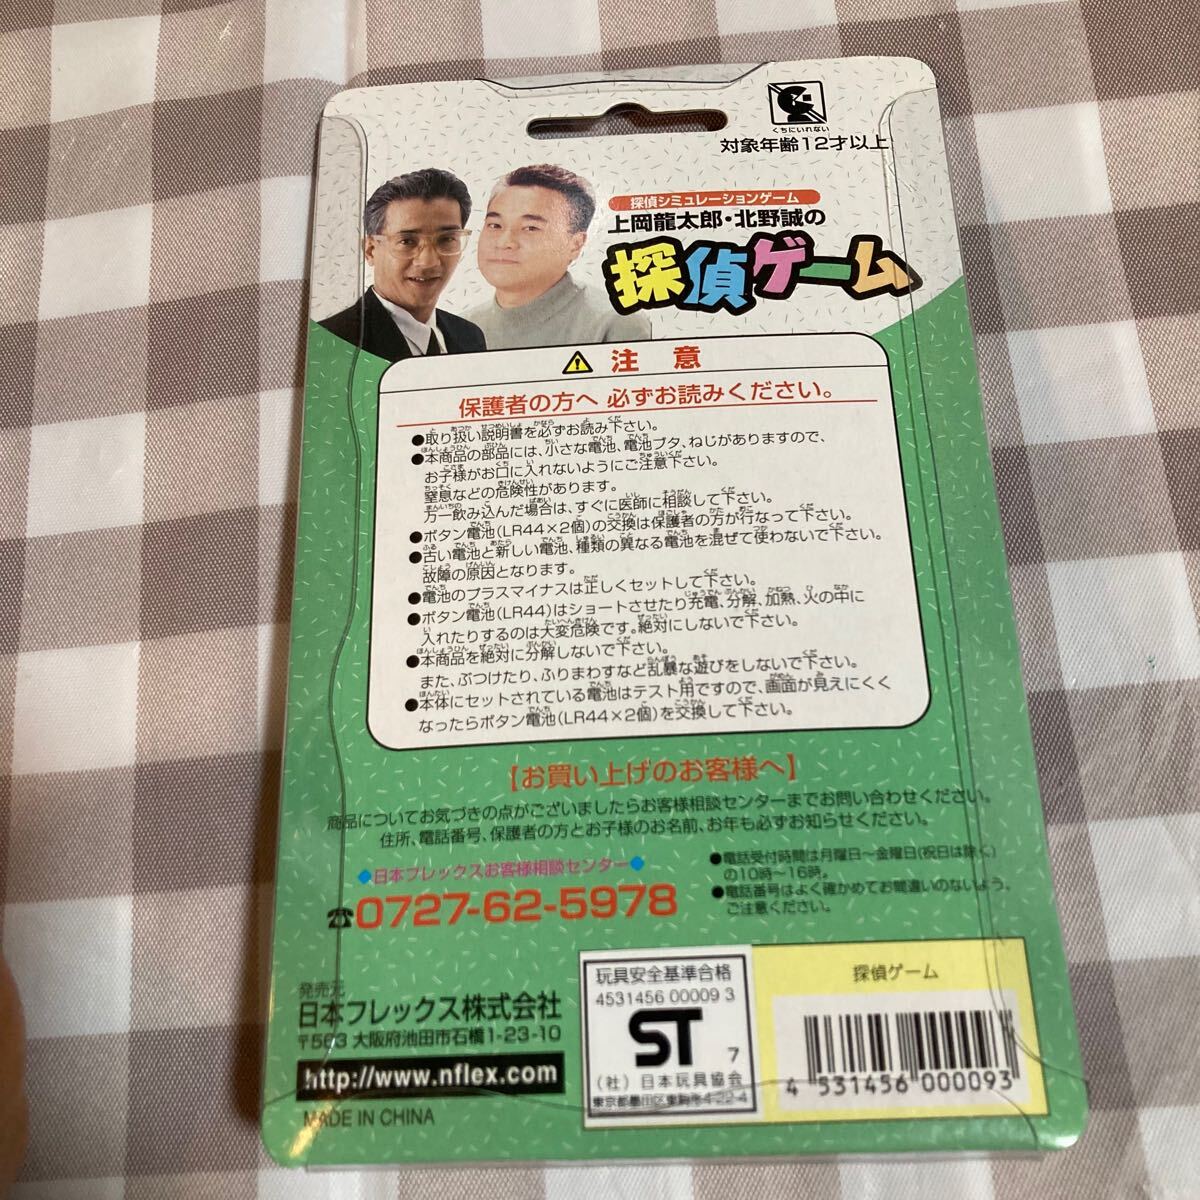 くちにいれない
対象年齢12才以上
探偵シミュレーションゲーム
上岡龍太郎・北野誠の
探偵ゲーム
注 意
保護者の方へ 必ずお読みください。
●取り扱い説明書を必ずお読み下さい。
●本商品の部品には、小さな電池、電池ブタ、ねじがありますので、
お子様がお口に入れないようにご注意下さい。
窒息などの危険性があります。
万一飲み込んだ場合は、すぐに医師に相談して下さい。
●ボタン電池(LR44×2個)の交換は保護者の方が行なって下さい。
●古い電池と新しい電池、種類の異なる電池を混ぜて使わないで下さい。
故障の原因となります。
●電池のプラスマイナスは正しくセットして下さい。
●ボタン電池(LR44)はショートさせたり充電、分解、加熱、火の中に
入れたりするのは大変危険です。絶対にしないで下さい。
●本商品を絶対に分解しないで下さい。
また、ぶつけたり、ふりまわすなど乱暴な遊びをしないで下さい。
●本体にセットされている電池はテスト用ですので、画面が見えにくく
なったらボタン電池(LR44×2個)を交換して下さい。
【お買い上げのお客様へ】
商品についてお気づきの点がございましたらお客様相談センターまでお問い合わせください。
住所、電話番号、保護者の方とお子様のお名前、お年も必ずお知らせください。
◆日本フレックスお客様相談センター◆
☎0727-62-5978
●電話受付時間は月曜日〜金曜日(祝日は除く)
の10時〜16時。
●電話番号はよく確かめてお間違いのないよう、
ご注意ください。
発売元
日本フレックス株式会社
〒563 大阪府池田市石橋1-23-10
http://www.nflex.com
MADE IN CHINA
玩具安全基準合格
4531456 00009 3
ST
7
(社)日本玩具協会
東京都墨田区東駒形4-22-4
探偵ゲーム
4 531456 000093